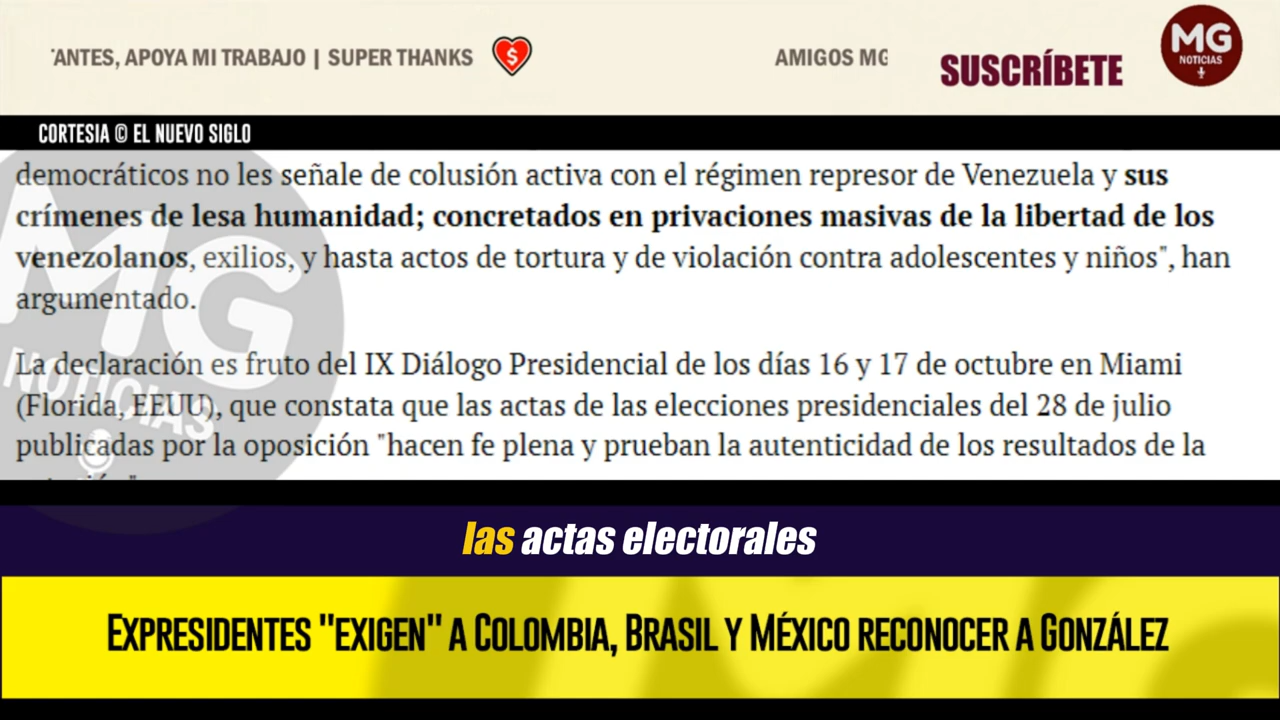 'ANTES, APOYA MI TRABAJO | SUPER THANKS
AMIGOS MG
SUSCRÍBETE
MG
NOTICIAS
CORTESIA © EL NUEVO SIGLO
democráticos no les señale de colusión activa con el régimen represor de Venezuela y sus
crímenes de lesa humanidad; concretados en privaciones masivas de la libertad de los
venezolanos, exilios, y hasta actos de tortura y de violación contra adolescentes y niños", han
argumentado.
La declaración es fruto del IX Diálogo Presidencial de los días 16 y 17 de octubre en Miami
(Florida, EEUU), que constata que las actas de las elecciones presidenciales del 28 de julio
publicadas por la oposición "hacen fe plena y prueban la autenticidad de los resultados de la
MG
NOTICIAS
las actas electorales
EXPRESIDENTES "EXIGEN" A COLOMBIA, BRASIL Y MÉXICO RECONOCER A GONZÁLEZ